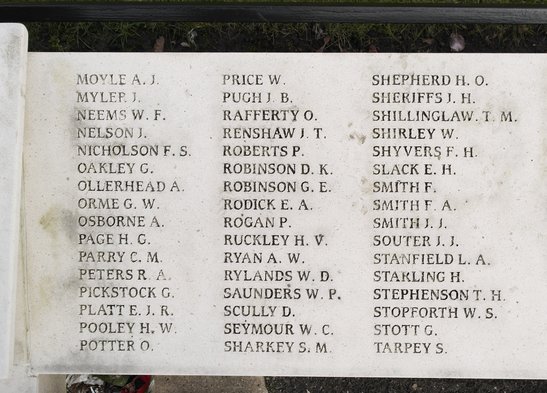 MOYLE A. J.
MYLER J.
NEEMS W. F.
NELSON J.
NICHOLSON F. S.
OAKLEY G.
OLLERHEAD A.
ORME G. W.
OSBORNE A.
PAGE H. G.
PARRY C. M.
PETERS R. A.
PICKSTOCK G.
PLATT E. J. R.
POOLEY H. W.
POTTER O.
PRICE W.
PUGH J. B.
RAFFERTY O.
RENSHAW J. T.
ROBERTS P.
ROBINSON D. K.
ROBINSON G. E.
RODICK E. A.
ROGAN P.
RUCKLEY H. V.
RYAN A. W.
RYLANDS W. D.
SAUNDERS W. P.
SCULLY D.
SEYMOUR W. C.
SHARKEY S. M.
SHEPHERD H. O.
SHERIFFS J. H.
SHILLINGLAW. T. M.
SHIRLEY W.
SHYVERS F. H.
SLACK E. H.
SMITH F.
SMITH F. A.
SMITH J. J.
SOUTER J. J.
STANFIELD L. A.
STARLING H.
STEPHENSON T. H.
STOPFORTH W. S.
STOTT G.
TARPEY S.